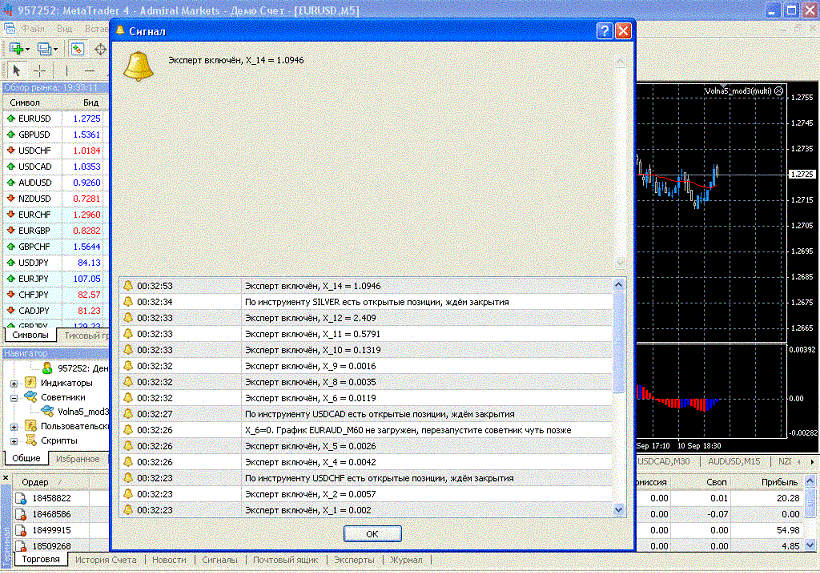 957252: MetaTrader 4 - Admiral Markets - Демо Счет - [EURUSD,M5]
Файл Вид
Сигнал
Эксперт включён, X_14 = 1.0946
Обзор рынка: 19:33:11
Символ Бид
EURUSD 1.2725
GBPUSD 1.5361
USDCHF 1.0184
USDCAD 1.0353
AUDUSD 0.9260
NZDUSD 0.7281
EURCHF 1.2960
EURGBP 0.8282
GBPCHF 1.5644
USDJPY 84.13
EURJPY 107.05
CHFJPY 82.57
CADJPY 81.23
GBPJPY 129.23
Символы Тиковый гр
Volna5_mod3(multi)
1.2755
1.2745
1.2735
1.2725
1.2715
1.2705
1.2695
1.2685
1.2675
1.2665
0.00392
0.00
-0.00282
Sep 17:10 10 Sep 18:30
USDCAD,M30 AUDUSD,M15 NZI
00:32:53 Эксперт включён, X_14 = 1.0946
00:32:34 По инструменту SILVER есть открытые позиции, ждём закрытия
00:32:33 Эксперт включён, X_12 = 2.409
00:32:33 Эксперт включён, X_11 = 0.5791
00:32:33 Эксперт включён, X_10 = 0.1319
00:32:32 Эксперт включён, X_9 = 0.0016
00:32:32 Эксперт включён, X_8 = 0.0035
00:32:32 Эксперт включён, X_6 = 0.0119
00:32:27 По инструменту USDCAD есть открытые позиции, ждём закрытия
00:32:26 X_6=0. График EURAUD_M60 не загружен, перезапустите советник чуть позже
00:32:26 Эксперт включён, X_5 = 0.0026
00:32:26 Эксперт включён, X_4 = 0.0042
00:32:23 По инструменту USDCHF есть открытые позиции, ждём закрытия
00:32:23 Эксперт включён, X_2 = 0.0057
00:32:23 Эксперт включён, X_1 = 0.002
OK
Навигатор
957252: Ден
Индикаторы
Советники
Volna5_mod3
Пользовательски
Скрипты
Общие Избранное
Ордер
миссия Своп Прибыль
18458822 0.00 0.01 20.28
18468586 0.00 -0.07 0.00
18499915 0.00 0.00 54.98
18509268 0.00 0.00 4.85
Терминал
Торговля История Счета Новости Сигналы Почтовый ящик Эксперты Журнал